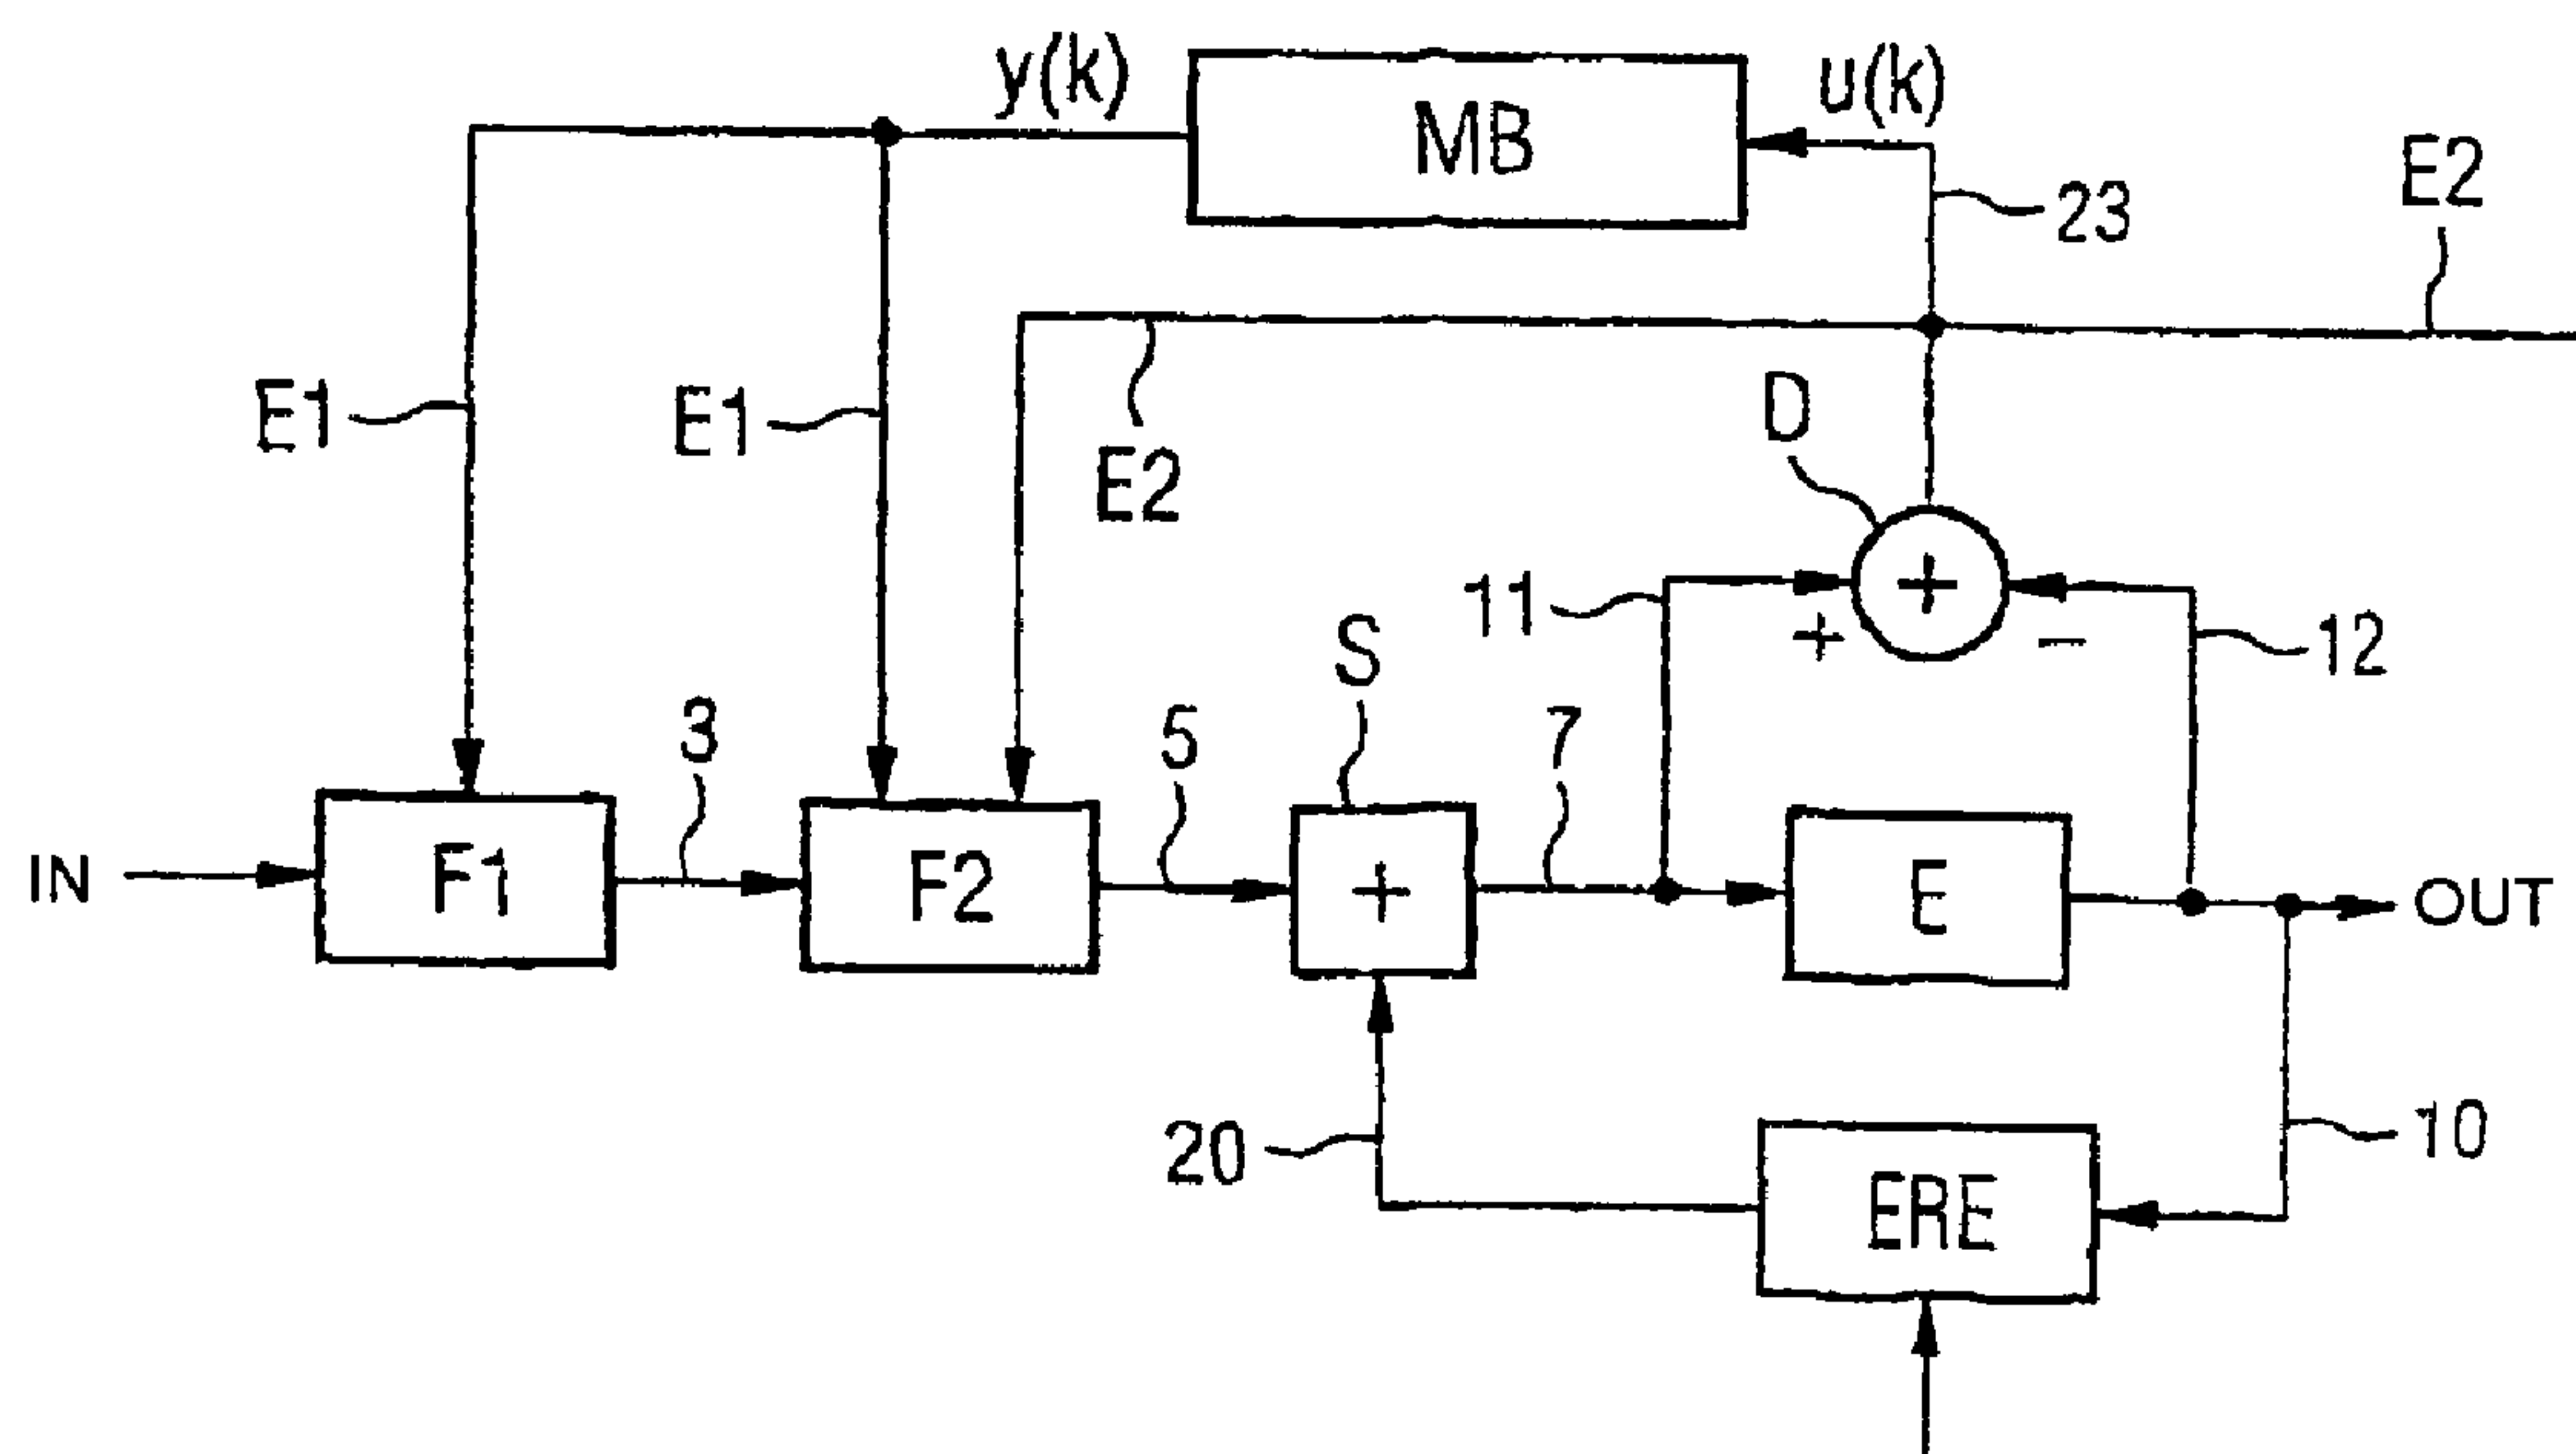 y(k)
MB
u(k)
23
E2
E1
E1
E2
D
11
+
+
−
12
S
3
5
7
IN
F1
F2
+
E
OUT
20
ERE
10